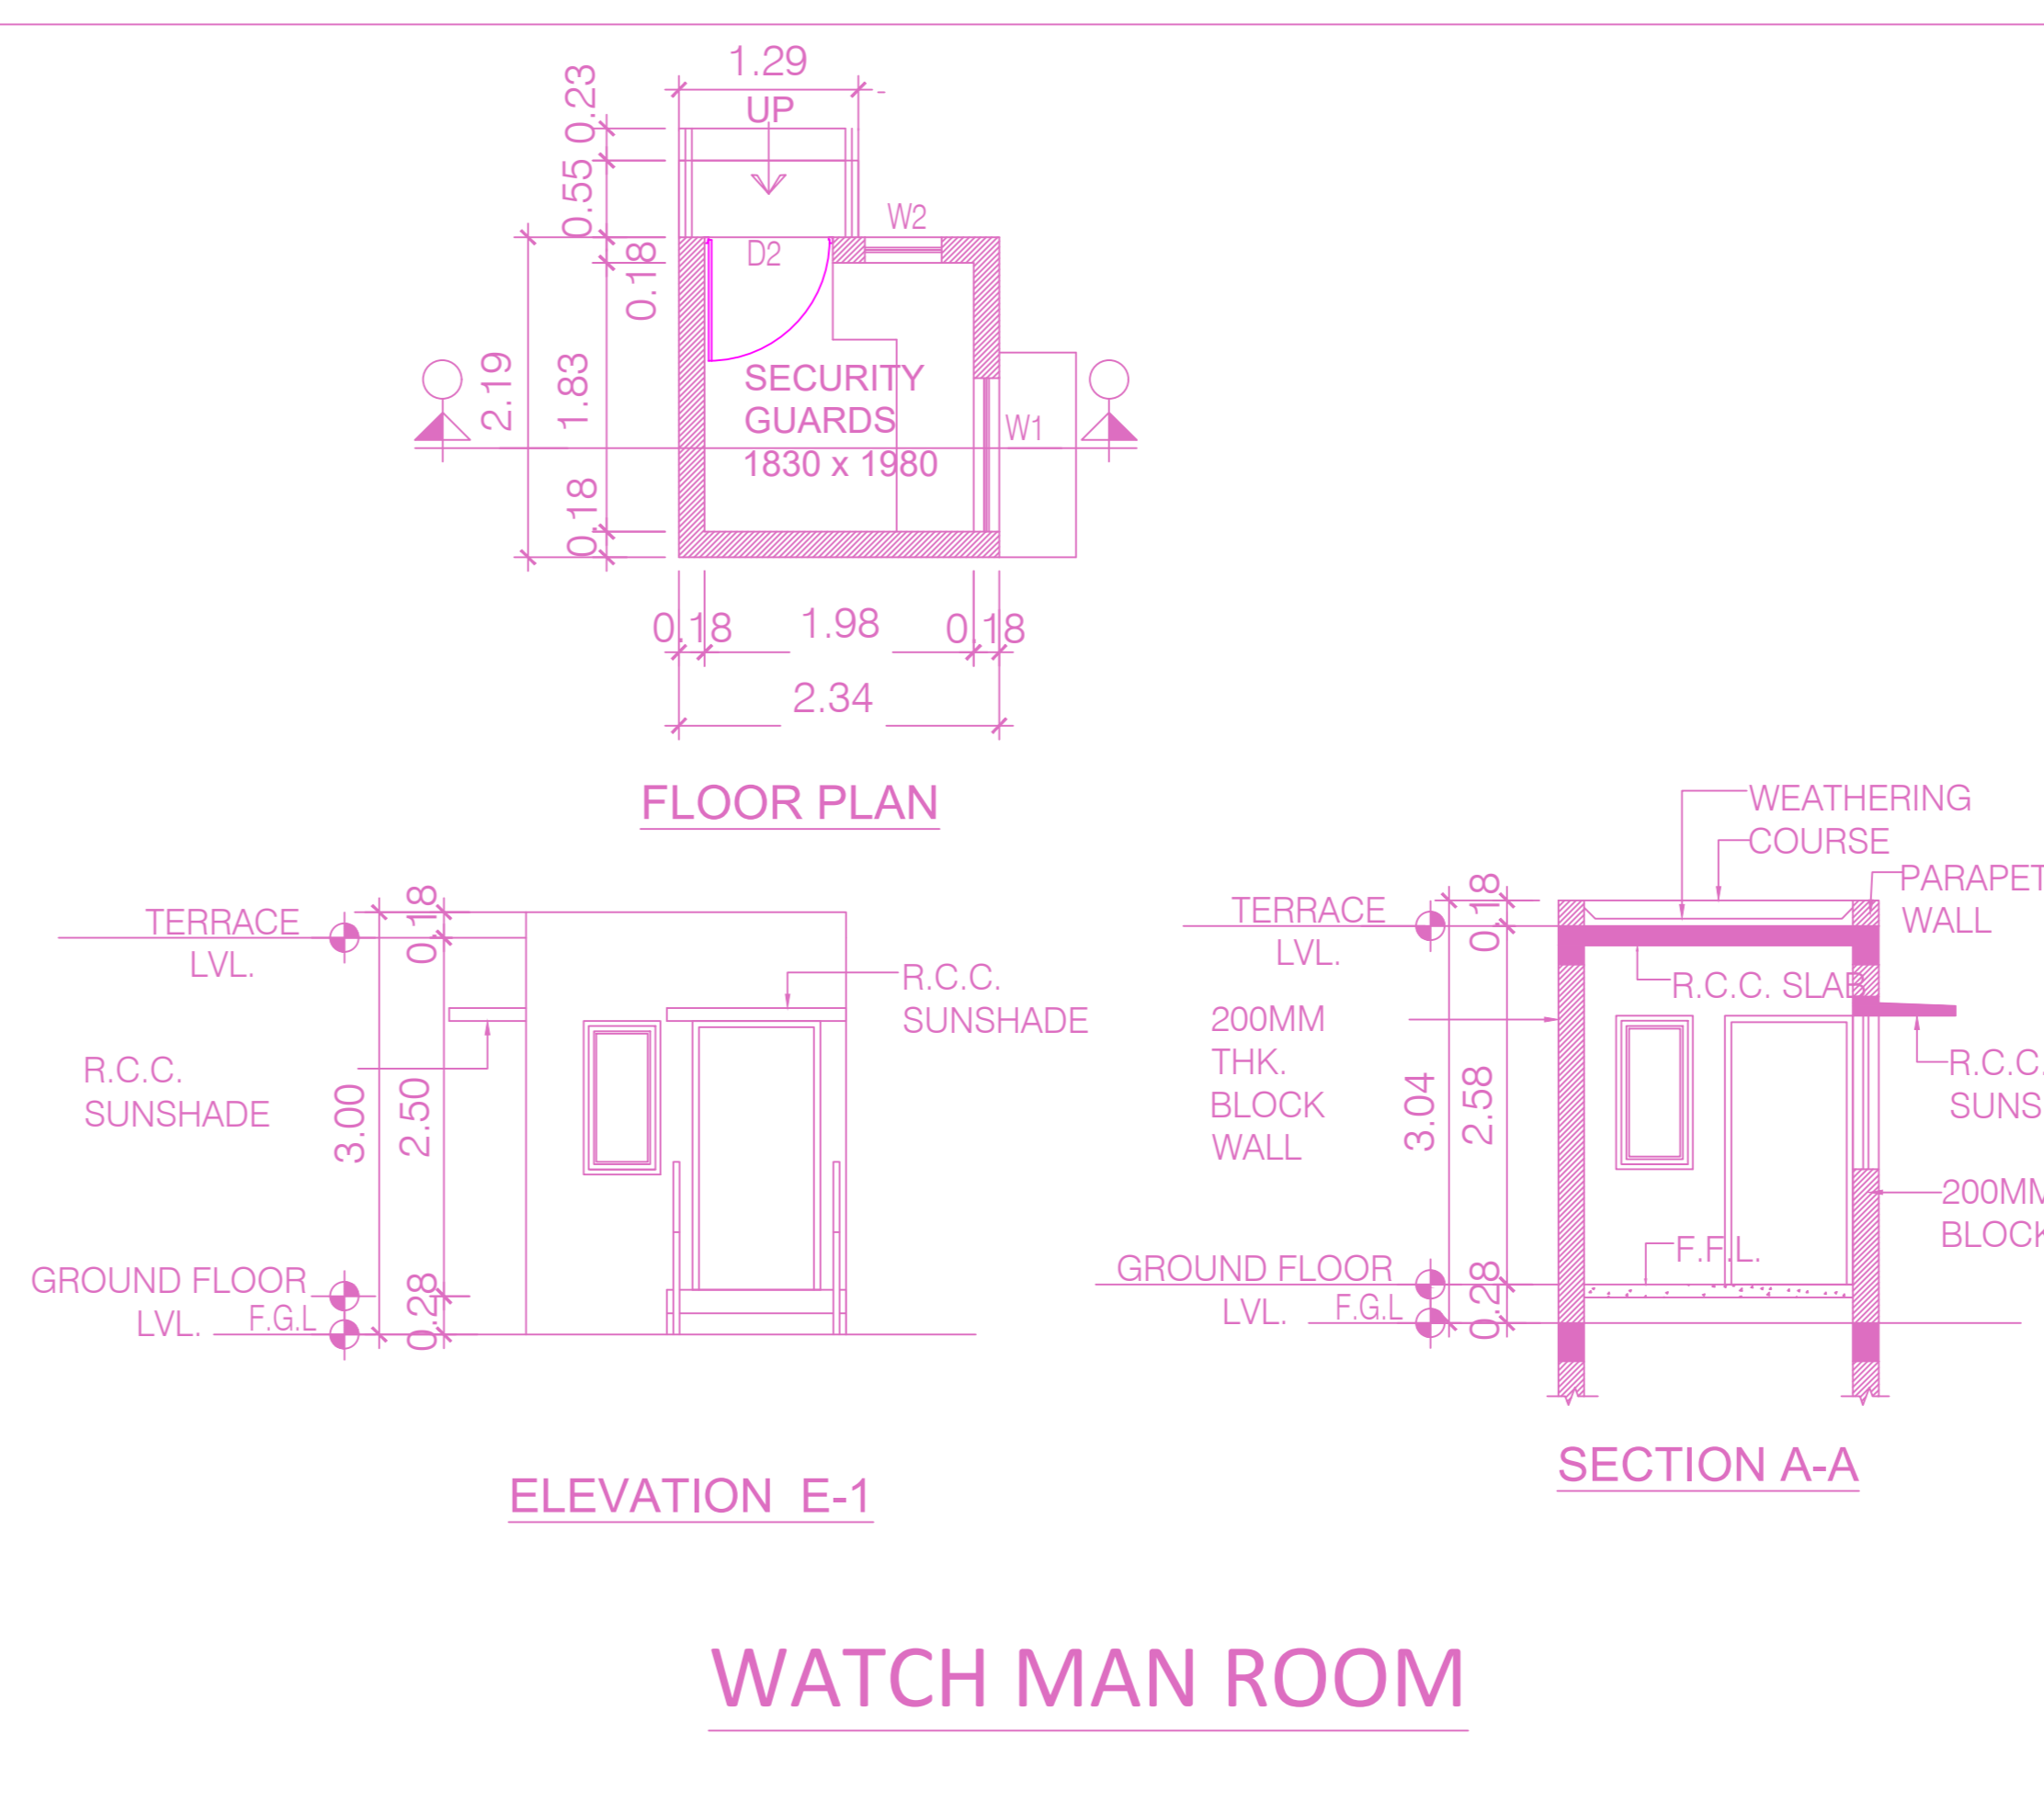 1.29
UP
0.23
0.55
0.18
W2
D2
2.19
1.83
0.18
SECURITY
GUARDS
1830 x 1980
W1
0.18
1.98
0.18
2.34
FLOOR PLAN
TERRACE
LVL.
0.18
R.C.C.
SUNSHADE
R.C.C.
SUNSHADE
3.00
2.50
GROUND FLOOR
LVL.
F.G.L
0.28
ELEVATION E-1
WEATHERING
COURSE
PARAPET
WALL
TERRACE
LVL.
0.18
R.C.C. SLAB
200MM
THK.
BLOCK
WALL
3.04
2.58
R.C.C.
SUNS
200MM
BLOCK
F.F.L.
GROUND FLOOR
LVL.
F.G.L
0.28
SECTION A-A
WATCH MAN ROOM